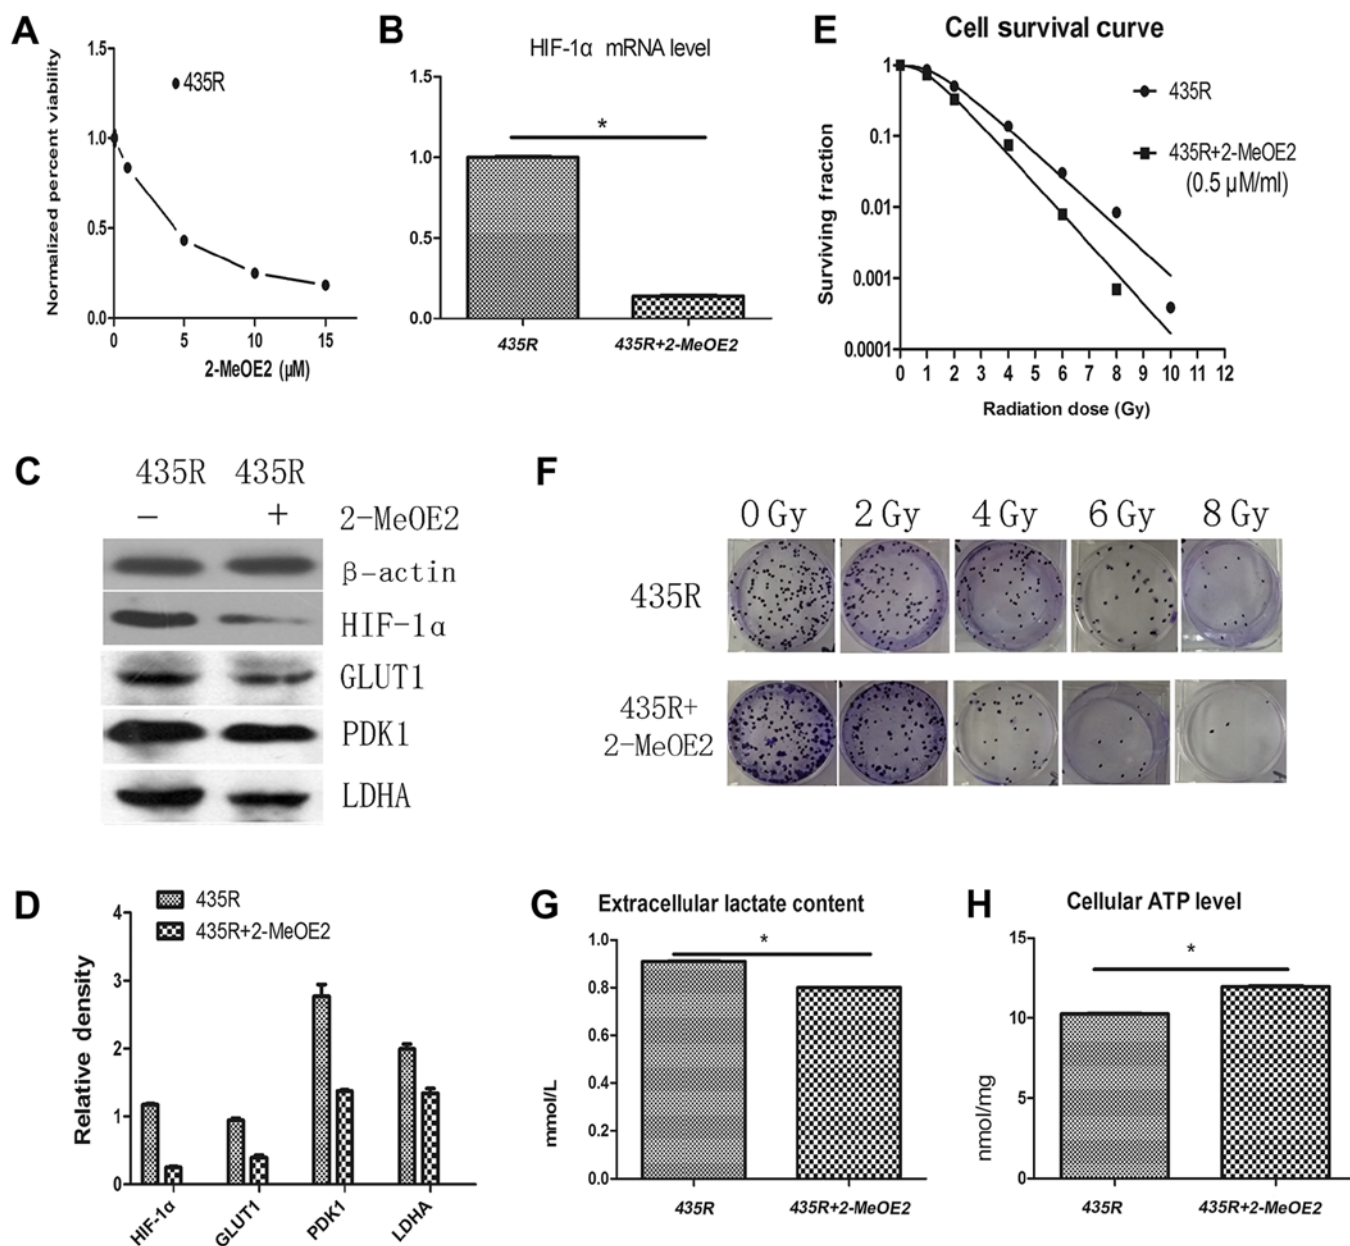 A
1.5
1.0
0.5
0.0
Normalized percent viability
435R
0 5 10 15
2-MeOE2 (µM)
B
HIF-1α mRNA level
1.5
1.0
0.5
0.0
*
435R 435R+2-MeOE2
E
Cell survival curve
1
0.1
0.01
0.001
0.0001
Surviving fraction
435R
435R+2-MeOE2
(0.5 µM/ml)
0 1 2 3 4 5 6 7 8 9 10 11 12
Radiation dose (Gy)
C
435R 435R
− + 2-MeOE2
β-actin
HIF-1α
GLUT1
PDK1
LDHA
F
0 Gy 2 Gy 4 Gy 6 Gy 8 Gy
435R
435R+
2-MeOE2
D
435R
435R+2-MeOE2
4
3
2
1
0
Relative density
HIF-1α GLUT1 PDK1 LDHA
G
Extracellular lactate content
1.0
0.8
0.6
0.4
0.2
0.0
mmol/L
*
435R 435R+2-MeOE2
H
Cellular ATP level
15
10
5
0
nmol/mg
*
435R 435R+2-MeOE2